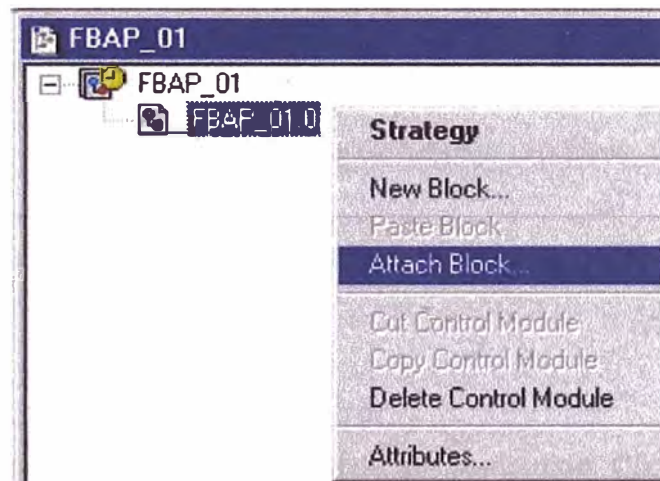 FBAP_01
FBAP_01
FBAP_01.0
Strategy
New Block...
Paste Block
Attach Block...
Cut Control Module
Copy Control Module
Delete Control Module
Attributes...